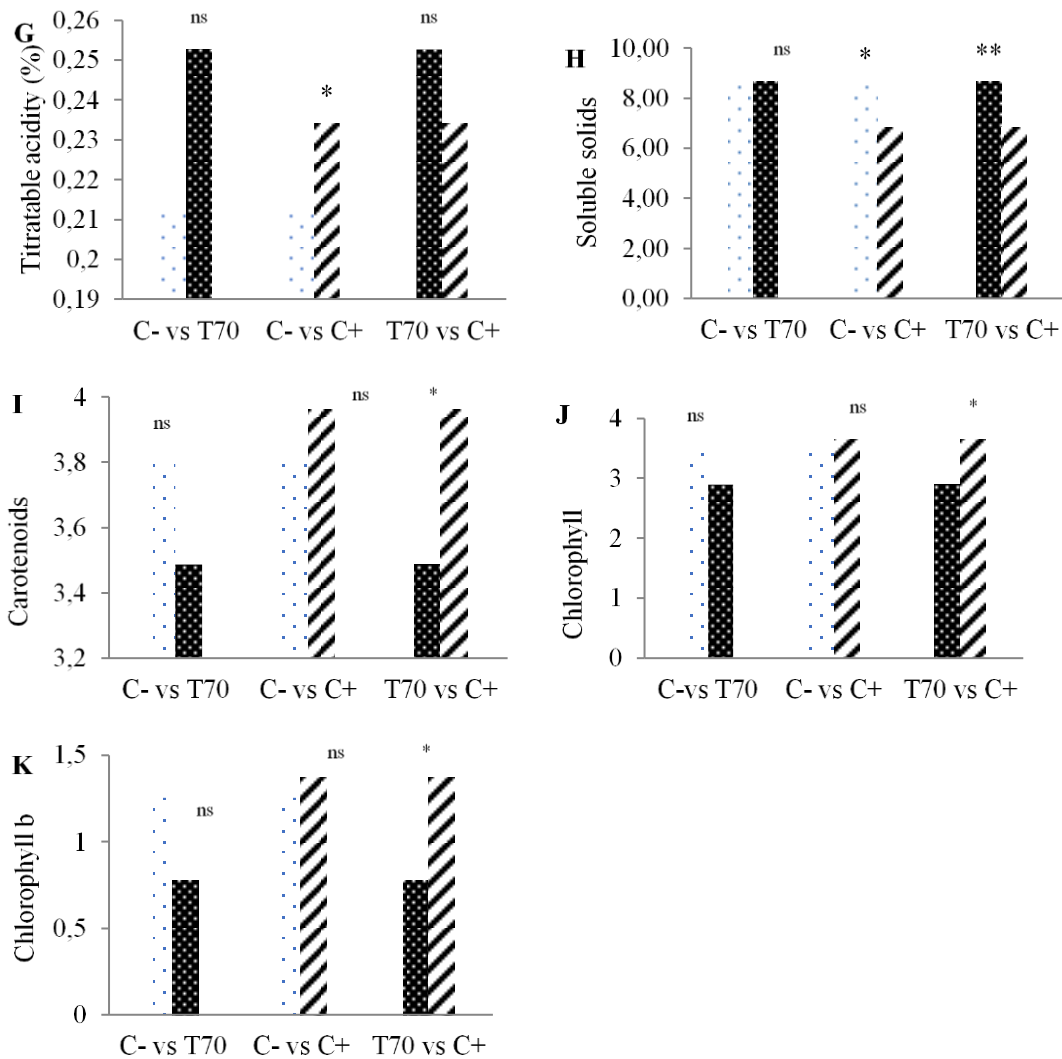 G
Titratable acidity (%)
0,26
0,25
0,24
0,23
0,22
0,21
0,2
0,19
ns
*
ns
C- vs T70
C- vs C+
T70 vs C+
H
Soluble solids
10,00
8,00
6,00
4,00
2,00
0,00
ns
*
**
C- vs T70
C- vs C+
T70 vs C+
I
Carotenoids
4
3,8
3,6
3,4
3,2
ns
ns
*
C- vs T70
C- vs C+
T70 vs C+
J
Chlorophyll
4
3
2
1
0
ns
ns
*
C-vs T70
C- vs C+
T70 vs C+
K
Chlorophyll b
1,5
1
0,5
0
ns
ns
*
C- vs T70
C- vs C+
T70 vs C+